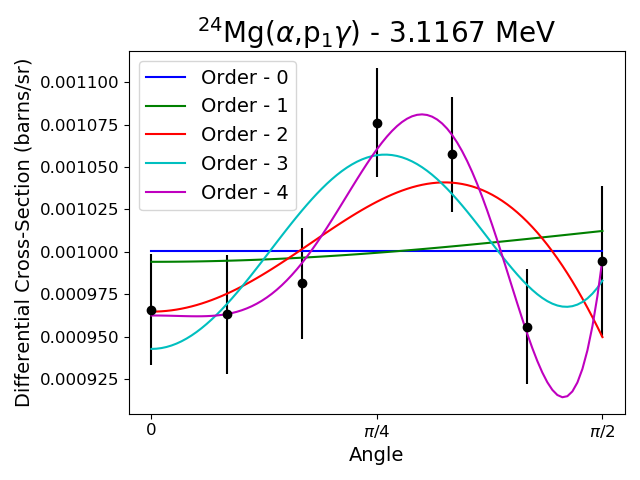 ²⁴Mg(α,p₁γ) - 3.1167 MeV
Differential Cross-Section (barns/sr)
0.001100
0.001075
0.001050
0.001025
0.001000
0.000975
0.000950
0.000925
Order - 0
Order - 1
Order - 2
Order - 3
Order - 4
0
π/4
π/2
Angle